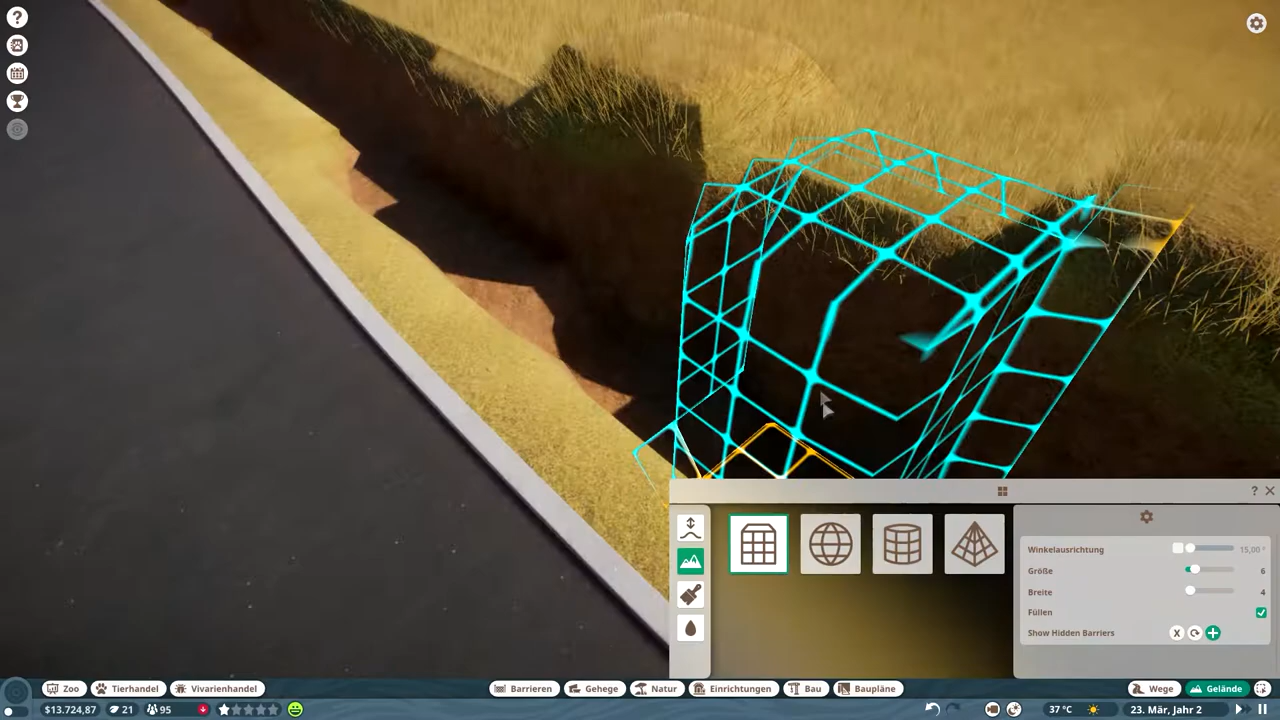 ?
? ×
Winkelausrichtung 15,00 °
Größe 6
Breite 4
Füllen
Show Hidden Barriers X
Zoo Tierhandel Vivarienhandel Barrieren Gehege Natur Einrichtungen Bau Baupläne Wege Gelände
$13.724,87 21 95 37 °C 23. Mär, Jahr 2